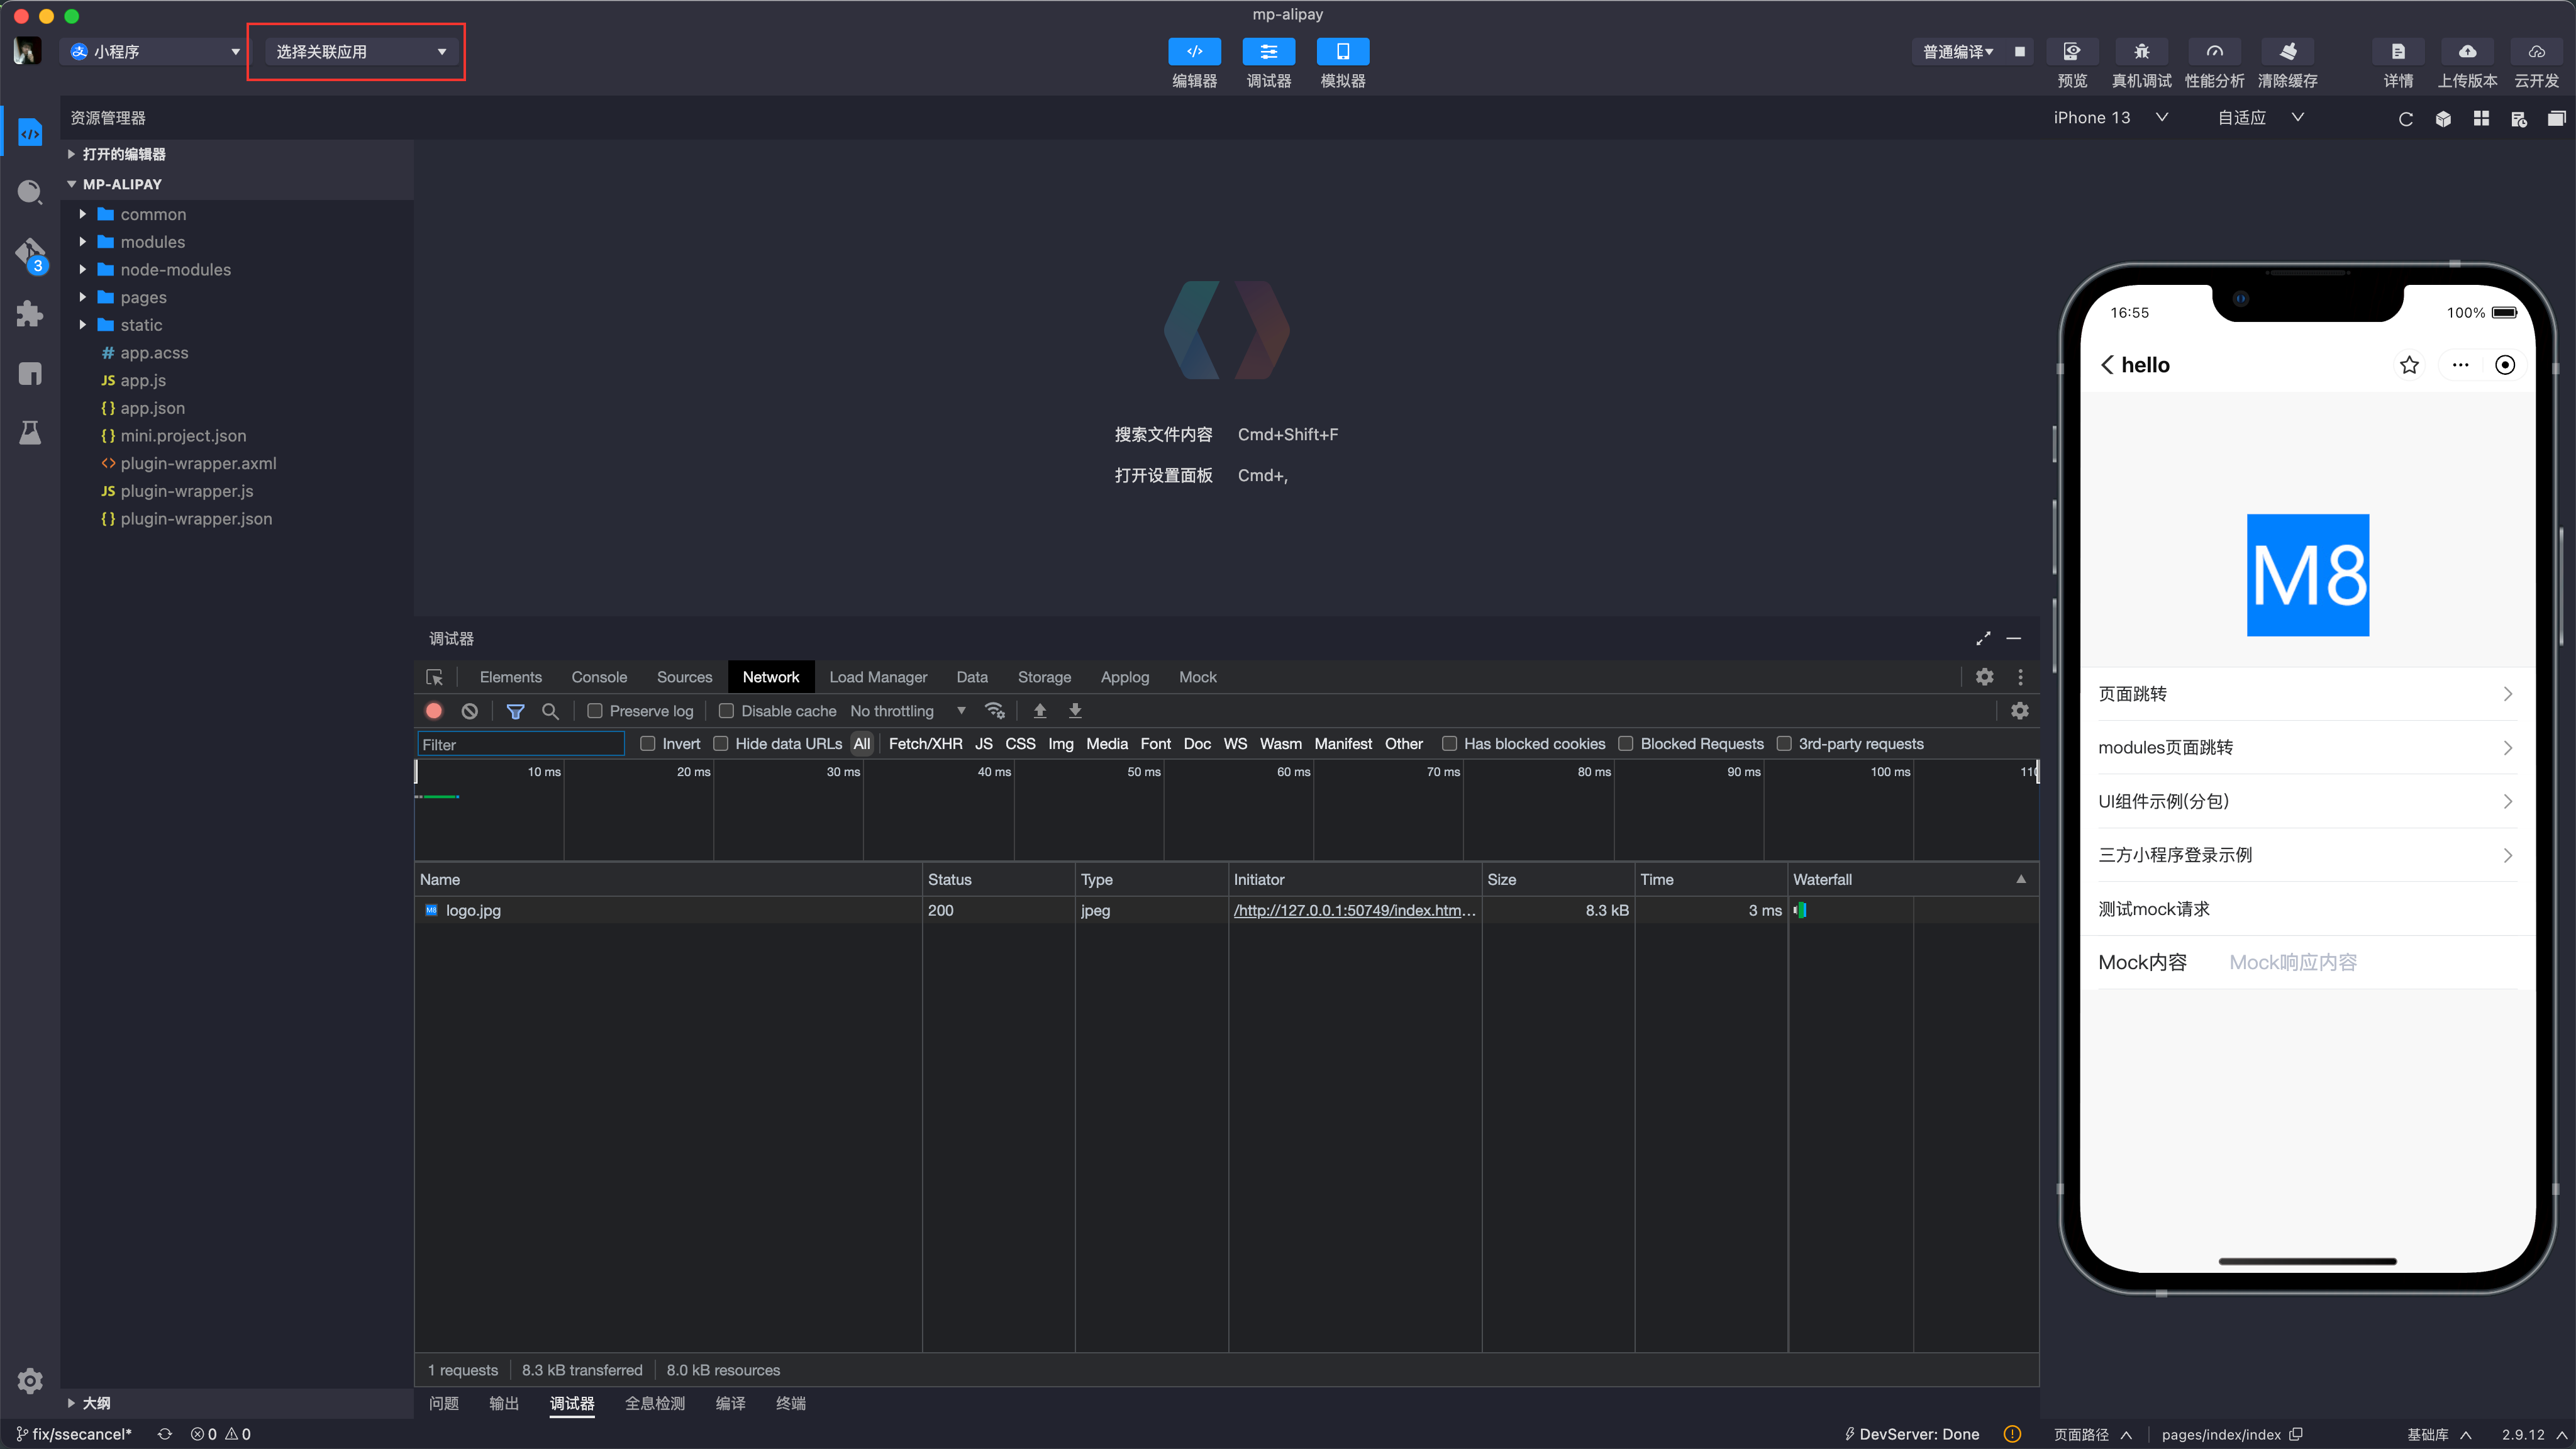 mp-alipay
小程序
选择关联应用
编辑器
调试器
模拟器
普通编译
预览
真机调试
性能分析
清除缓存
详情
上传版本
云开发
资源管理器
iPhone 13
自适应
打开的编辑器
MP-ALIPAY
common
modules
node-modules
pages
static
# app.acss
JS app.js
{} app.json
{} mini.project.json
<> plugin-wrapper.axml
JS plugin-wrapper.js
{} plugin-wrapper.json
3
搜索文件内容 Cmd+Shift+F
打开设置面板 Cmd+,
调试器
Elements Console Sources Network Load Manager Data Storage Applog Mock
Preserve log Disable cache No throttling
Filter Invert Hide data URLs All Fetch/XHR JS CSS Img Media Font Doc WS Wasm Manifest Other Has blocked cookies Blocked Requests 3rd-party requests
10 ms 20 ms 30 ms 40 ms 50 ms 60 ms 70 ms 80 ms 90 ms 100 ms 110
Name Status Type Initiator Size Time Waterfall
M8 logo.jpg 200 jpeg /http://127.0.0.1:50749/index.htm... 8.3 kB 3 ms
1 requests 8.3 kB transferred 8.0 kB resources
问题 输出 调试器 全息检测 编译 终端
大纲
16:55 100%
hello
M8
页面跳转
modules页面跳转
UI组件示例(分包)
三方小程序登录示例
测试mock请求
Mock内容 Mock响应内容
fix/ssecancel* 0 0 DevServer: Done 页面路径 pages/index/index 基础库 2.9.12